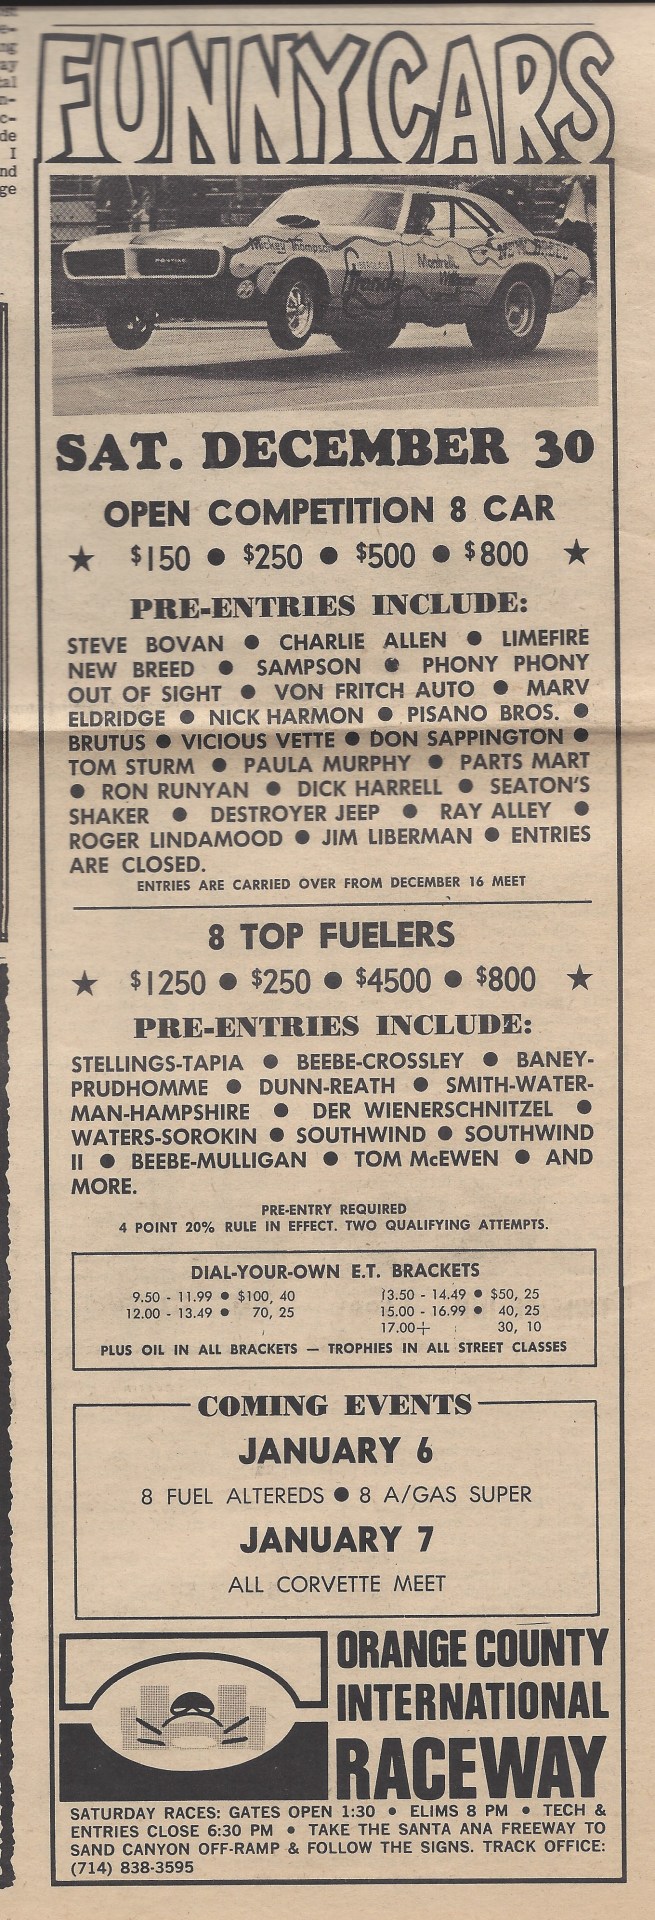 FUNNY CARS
PONTIAC
Mickey Thompson
SAT. DECEMBER 30
OPEN COMPETITION 8 CAR
★ $150 ● $250 ● $500 ● $800 ★
PRE-ENTRIES INCLUDE:
STEVE BOVAN ● CHARLIE ALLEN ● LIMEFIRE
NEW BREED ● SAMPSON ● PHONY PHONY
OUT OF SIGHT ● VON FRITCH AUTO ● MARV
ELDRIDGE ● NICK HARMON ● PISANO BROS. ●
BRUTUS ● VICIOUS VETTE ● DON SAPPINGTON ●
TOM STURM ● PAULA MURPHY ● PARTS MART
● RON RUNYAN ● DICK HARRELL ● SEATON'S
SHAKER ● DESTROYER JEEP ● RAY ALLEY ●
ROGER LINDAMOOD ● JIM LIBERMAN ● ENTRIES
ARE CLOSED.
ENTRIES ARE CARRIED OVER FROM DECEMBER 16 MEET
8 TOP FUELERS
★ $1250 ● $250 ● $4500 ● $800 ★
PRE-ENTRIES INCLUDE:
STELLINGS-TAPIA ● BEEBE-CROSSLEY ● BANEY-
PRUDHOMME ● DUNN-REATH ● SMITH-WATER-
MAN-HAMPSHIRE ● DER WIENERSCHNITZEL ●
WATERS-SOROKIN ● SOUTHWIND ● SOUTHWIND
II ● BEEBE-MULLIGAN ● TOM McEWEN ● AND
MORE.
PRE-ENTRY REQUIRED
4 POINT 20% RULE IN EFFECT. TWO QUALIFYING ATTEMPTS.
DIAL-YOUR-OWN E.T. BRACKETS
9.50 - 11.99 ● $100, 40
12.00 - 13.49 ● 70, 25
13.50 - 14.49 ● $50, 25
15.00 - 16.99 ● 40, 25
17.00+ 30, 10
PLUS OIL IN ALL BRACKETS — TROPHIES IN ALL STREET CLASSES
COMING EVENTS
JANUARY 6
8 FUEL ALTEREDS ● 8 A/GAS SUPER
JANUARY 7
ALL CORVETTE MEET
ORANGE COUNTY
INTERNATIONAL
RACEWAY
SATURDAY RACES: GATES OPEN 1:30 ● ELIMS 8 PM ● TECH &
ENTRIES CLOSE 6:30 PM ● TAKE THE SANTA ANA FREEWAY TO
SAND CANYON OFF-RAMP & FOLLOW THE SIGNS. TRACK OFFICE:
(714) 838-3595